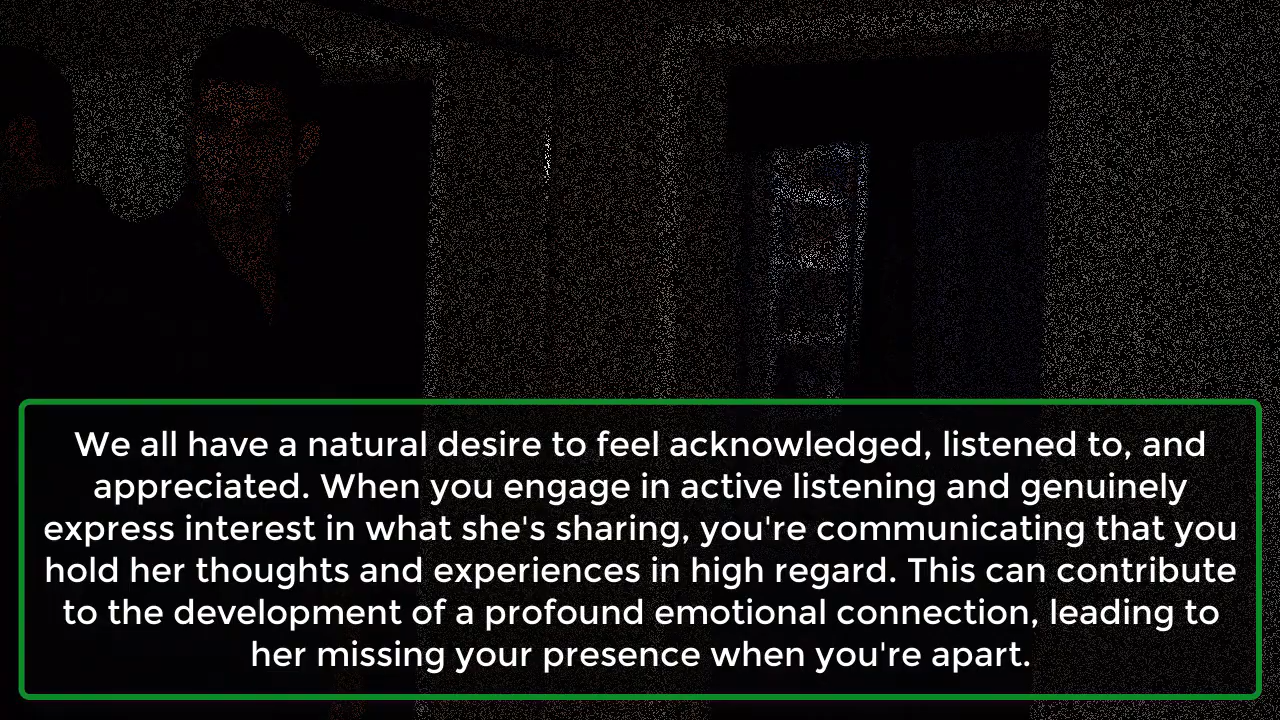 We all have a natural desire to feel acknowledged, listened to, and
appreciated. When you engage in active listening and genuinely
express interest in what she's sharing, you're communicating that you
hold her thoughts and experiences in high regard. This can contribute
to the development of a profound emotional connection, leading to
her missing your presence when you're apart.